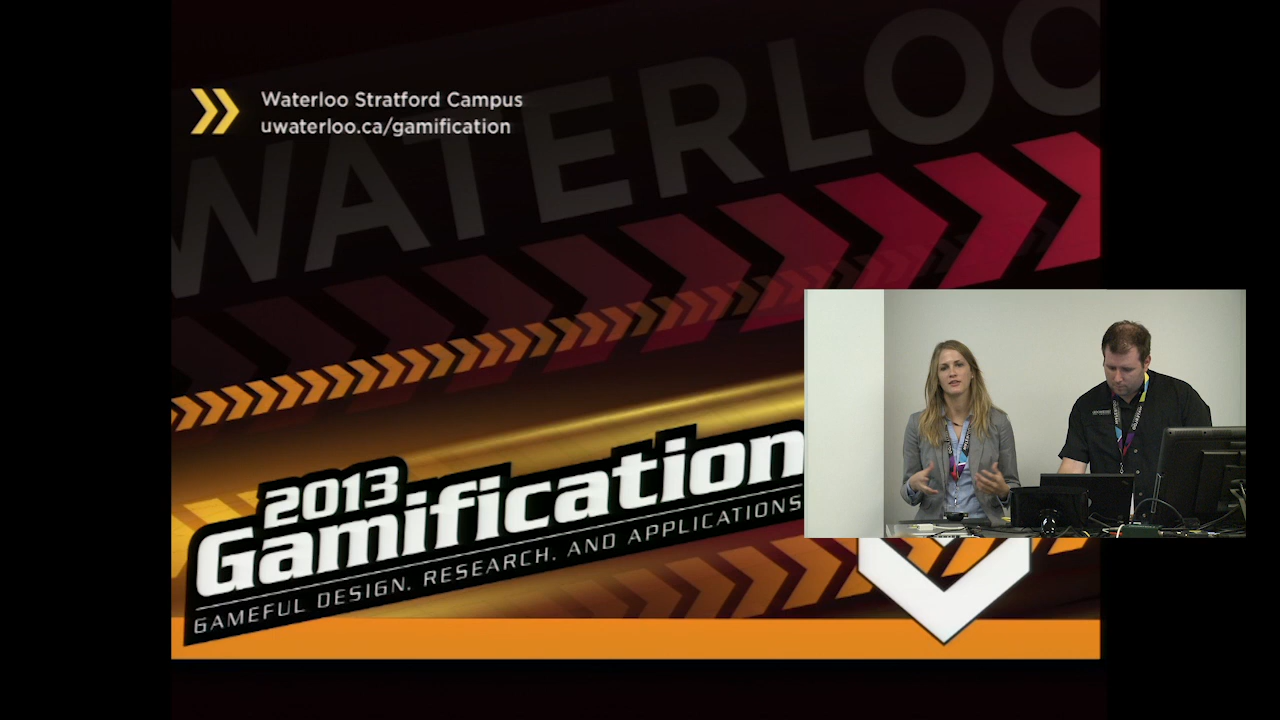 WATERLOO
Waterloo Stratford Campus
uwaterloo.ca/gamification
2013
Gamification
GAMEFUL DESIGN, RESEARCH, AND APPLICATIONS